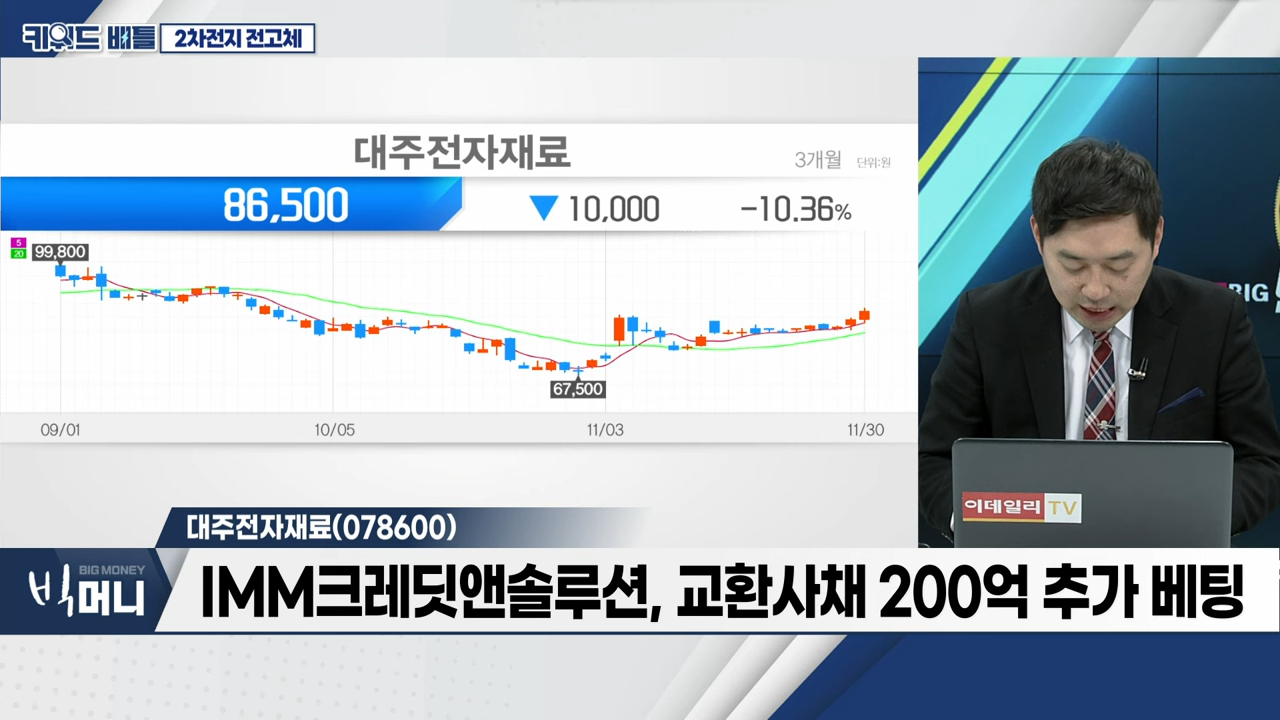 키워드 배틀 2차전지 전고체
대주전자재료
3개월 단위:원
86,500 ▼ 10,000 -10.36%
5
20
99,800
67,500
09/01 10/05 11/03 11/30
BIG
이데일리 TV
대주전자재료(078600)
BIG MONEY
빅머니
IMM크레딧앤솔루션, 교환사채 200억 추가 베팅